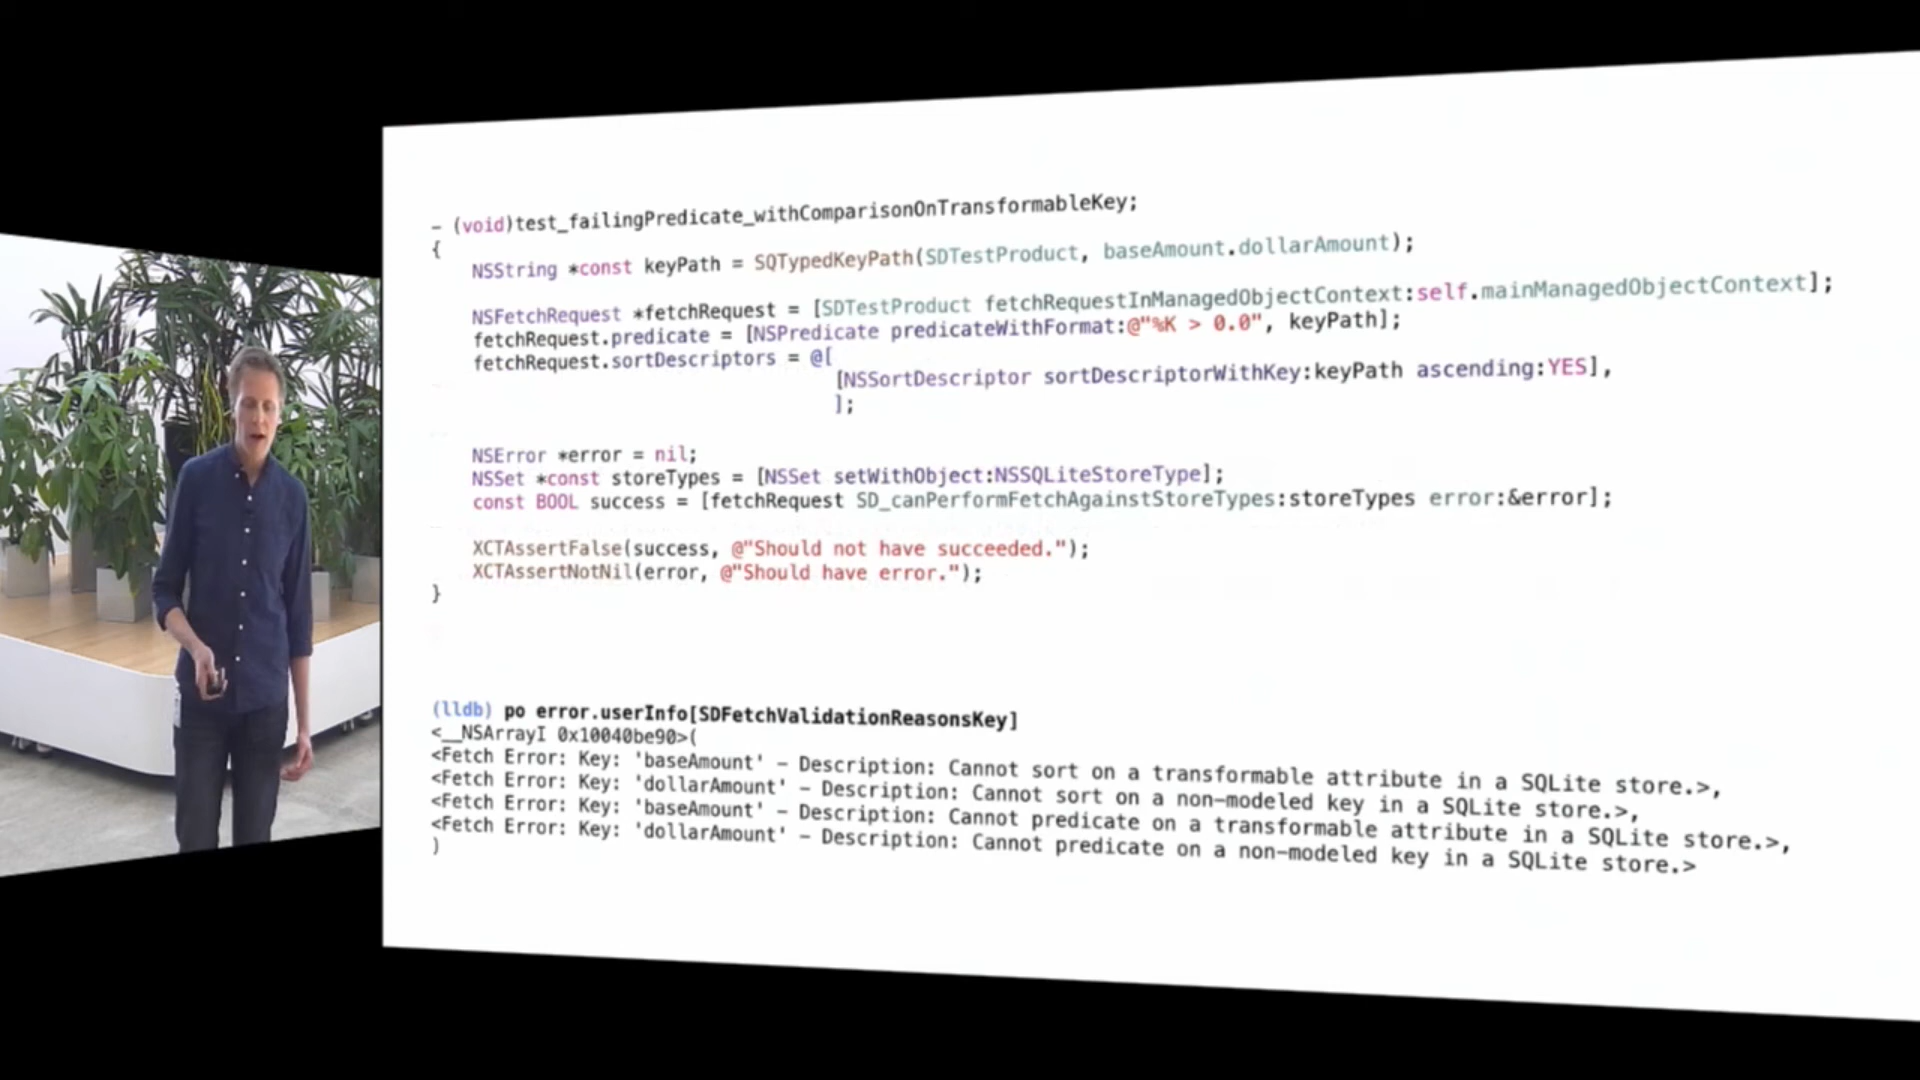 - (void)test_failingPredicate_withComparisonOnTransformableKey;
{
NSString *const keyPath = SQTypedKeyPath(SDTestProduct, baseAmount.dollarAmount);
NSFetchRequest *fetchRequest = [SDTestProduct fetchRequestInManagedObjectContext:self.mainManagedObjectContext];
fetchRequest.predicate = [NSPredicate predicateWithFormat:@"%K > 0.0", keyPath];
fetchRequest.sortDescriptors = @[
[NSSortDescriptor sortDescriptorWithKey:keyPath ascending:YES],
];
NSError *error = nil;
NSSet *const storeTypes = [NSSet setWithObject:NSSQLiteStoreType];
const BOOL success = [fetchRequest SD_canPerformFetchAgainstStoreTypes:storeTypes error:&error];
XCTAssertFalse(success, @"Should not have succeeded.");
XCTAssertNotNil(error, @"Should have error.");
}
(lldb) po error.userInfo[SDFetchValidationReasonsKey]
<__NSArrayI 0x10040be90>(
<Fetch Error: Key: 'baseAmount' – Description: Cannot sort on a transformable attribute in a SQLite store.>,
<Fetch Error: Key: 'dollarAmount' – Description: Cannot sort on a non-modeled key in a SQLite store.>,
<Fetch Error: Key: 'baseAmount' – Description: Cannot predicate on a transformable attribute in a SQLite store.>,
<Fetch Error: Key: 'dollarAmount' – Description: Cannot predicate on a non-modeled key in a SQLite store.>
)